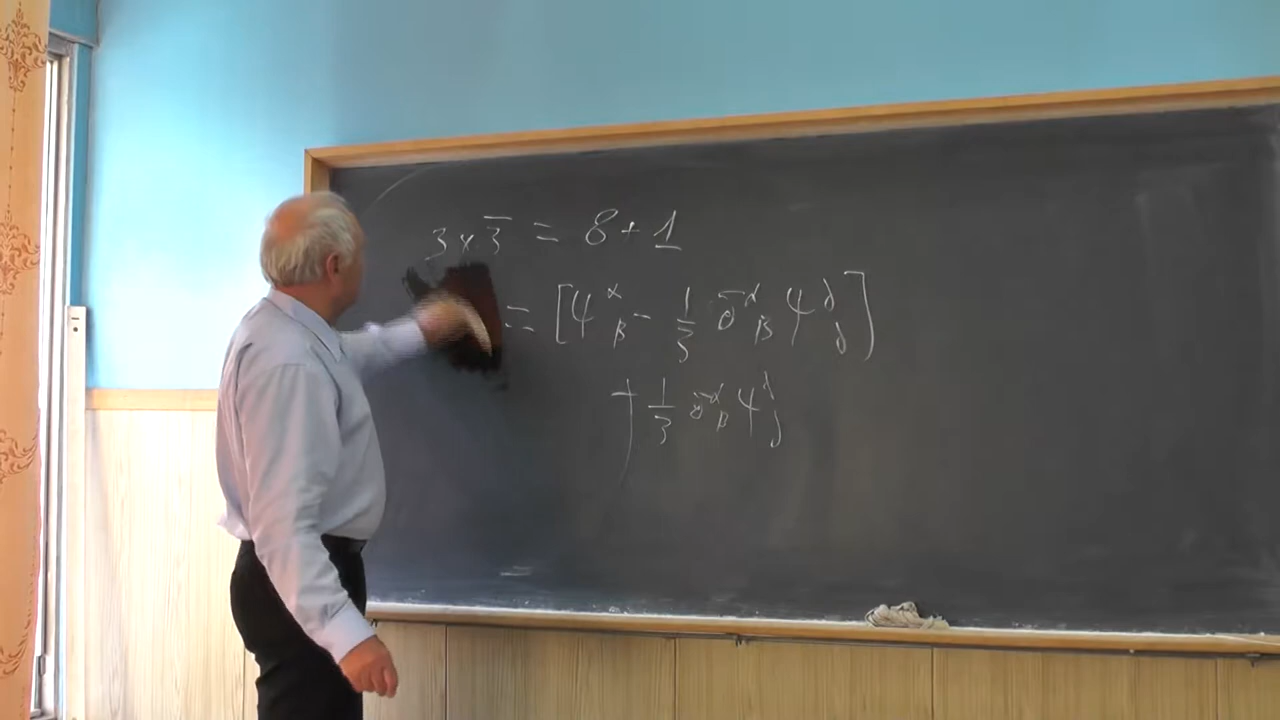 3 × 3̅ = 8 + 1
= [ψ^α_β - 1/3 δ^α_β ψ^γ_γ]
+ 1/3 δ^α_β ψ^γ_γ